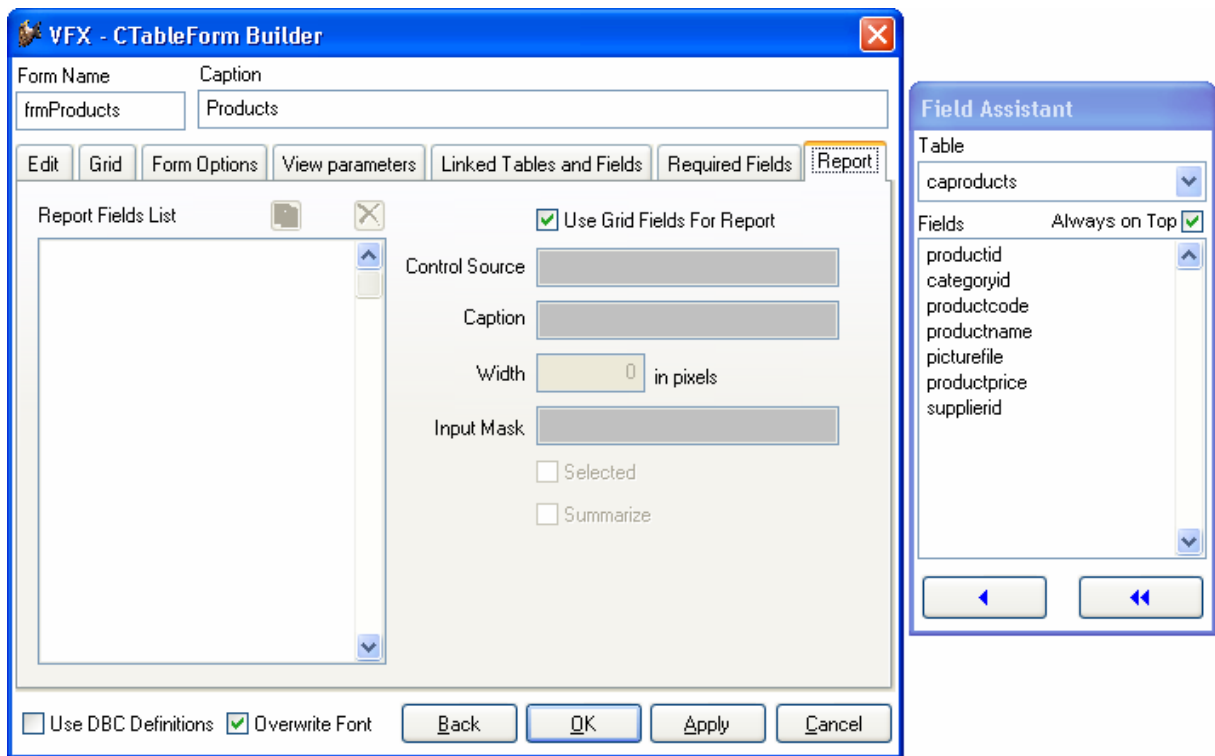 VFX - CTableForm Builder
Form Name Caption
frmProducts Products
Edit Grid Form Options View parameters Linked Tables and Fields Required Fields Report
Report Fields List
Use Grid Fields For Report
Control Source
Caption
Width 0 in pixels
Input Mask
Selected
Summarize
Use DBC Definitions Overwrite Font Back OK Apply Cancel
Field Assistant
Table
caproducts
Fields Always on Top
productid
categoryid
productcode
productname
picturefile
productprice
supplierid